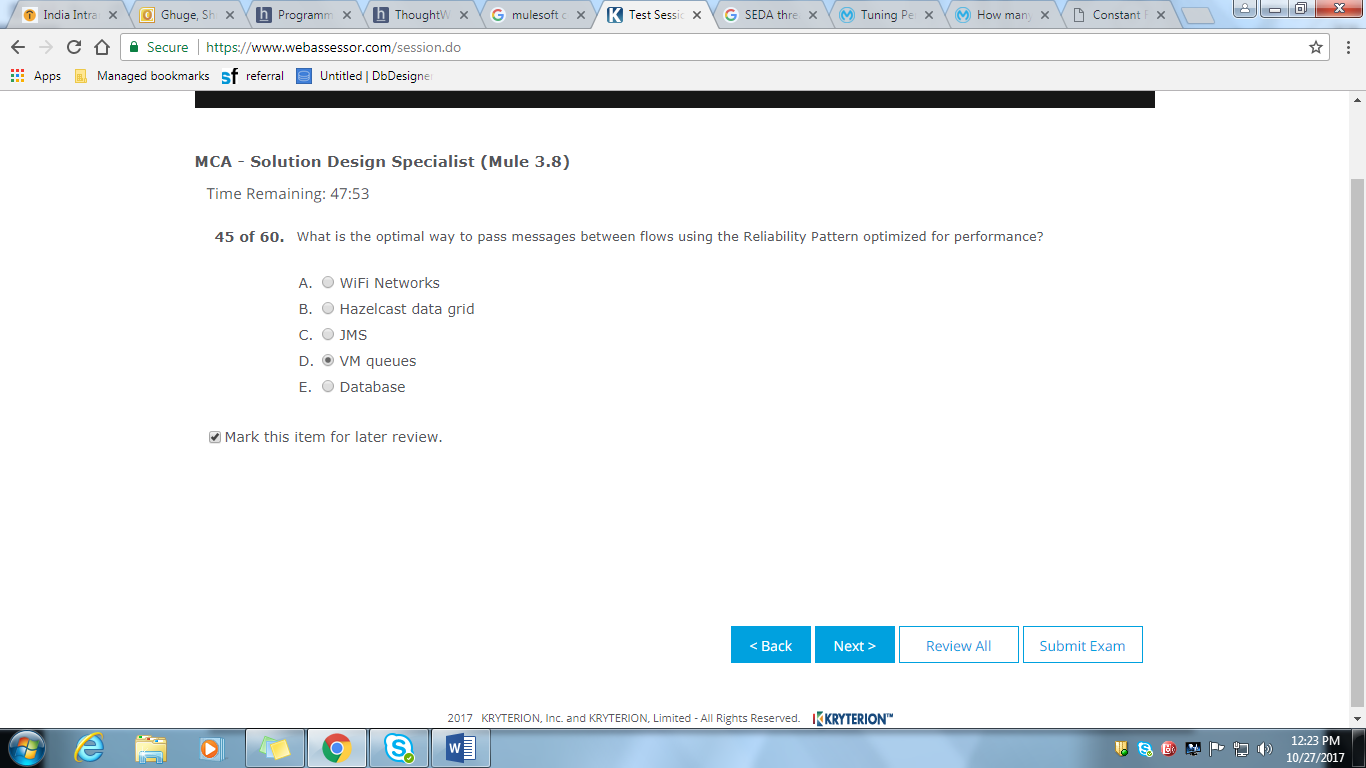 India Intra
Ghuge, Sh
Programm
ThoughtW
mulesoft c
Test Sessio
SEDA thre
Tuning Pe
How many
Constant
Secure | https://www.webassessor.com/session.do
Apps Managed bookmarks referral Untitled | DbDesigner
MCA - Solution Design Specialist (Mule 3.8)
Time Remaining: 47:53
45 of 60. What is the optimal way to pass messages between flows using the Reliability Pattern optimized for performance?
A. WiFi Networks
B. Hazelcast data grid
C. JMS
D. VM queues
E. Database
Mark this item for later review.
< Back Next > Review All Submit Exam
2017 KRYTERION, Inc. and KRYTERION, Limited - All Rights Reserved. KRYTERION™
12:23 PM
10/27/2017